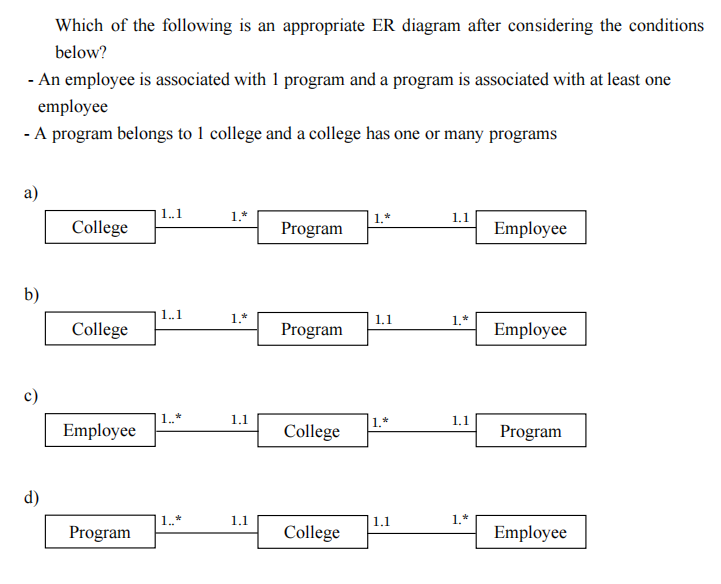 Which of the following is an appropriate ER diagram after considering the conditions
below?
- An employee is associated with 1 program and a program is associated with at least one
employee
- A program belongs to 1 college and a college has one or many programs
a)
College 1..1 1.* Program 1.* 1.1 Employee
b)
College 1..1 1.* Program 1.1 1.* Employee
c)
Employee 1..* 1.1 College 1.* 1.1 Program
d)
Program 1..* 1.1 College 1.1 1.* Employee